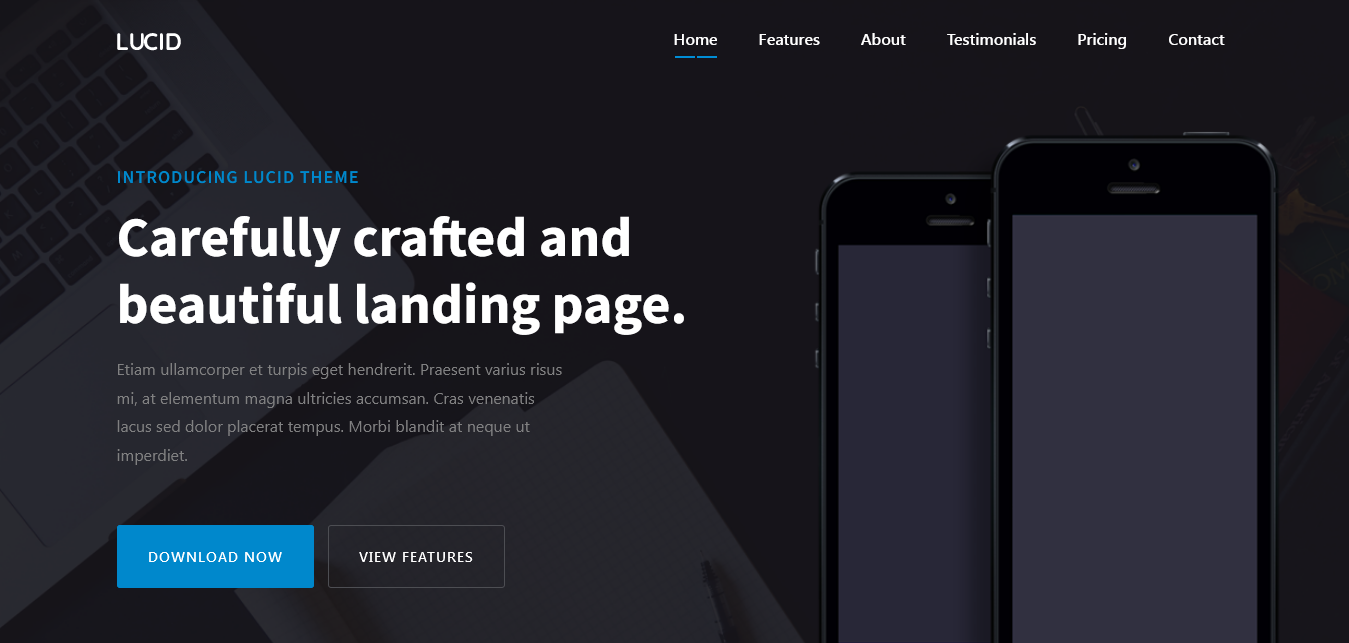 LUCID
Home Features About Testimonials Pricing Contact
INTRODUCING LUCID THEME
Carefully crafted and
beautiful landing page.
Etiam ullamcorper et turpis eget hendrerit. Praesent varius risus
mi, at elementum magna ultricies accumsan. Cras venenatis
lacus sed dolor placerat tempus. Morbi blandit at neque ut
imperdiet.
DOWNLOAD NOW VIEW FEATURES